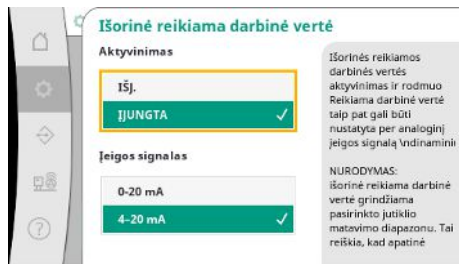 Išorinė reikiama darbinė vertė
Aktyvinimas
IŠJ.
ĮJUNGTA
Įeigos signalas
0-20 mA
4–20 mA
Išorinės reikiamos
darbinės vertės
aktyvinimas ir rodmuo
Reikiama darbinė vertė
taip pat gali būti
nustatyta per analoginį
įeigos signalą \ndinamini
NURODYMAS:
išorinė reikiama darbinė
vertė grindžiama
pasirinkto jutiklio
matavimo diapazonu. Tai
reiškia, kad apatinė